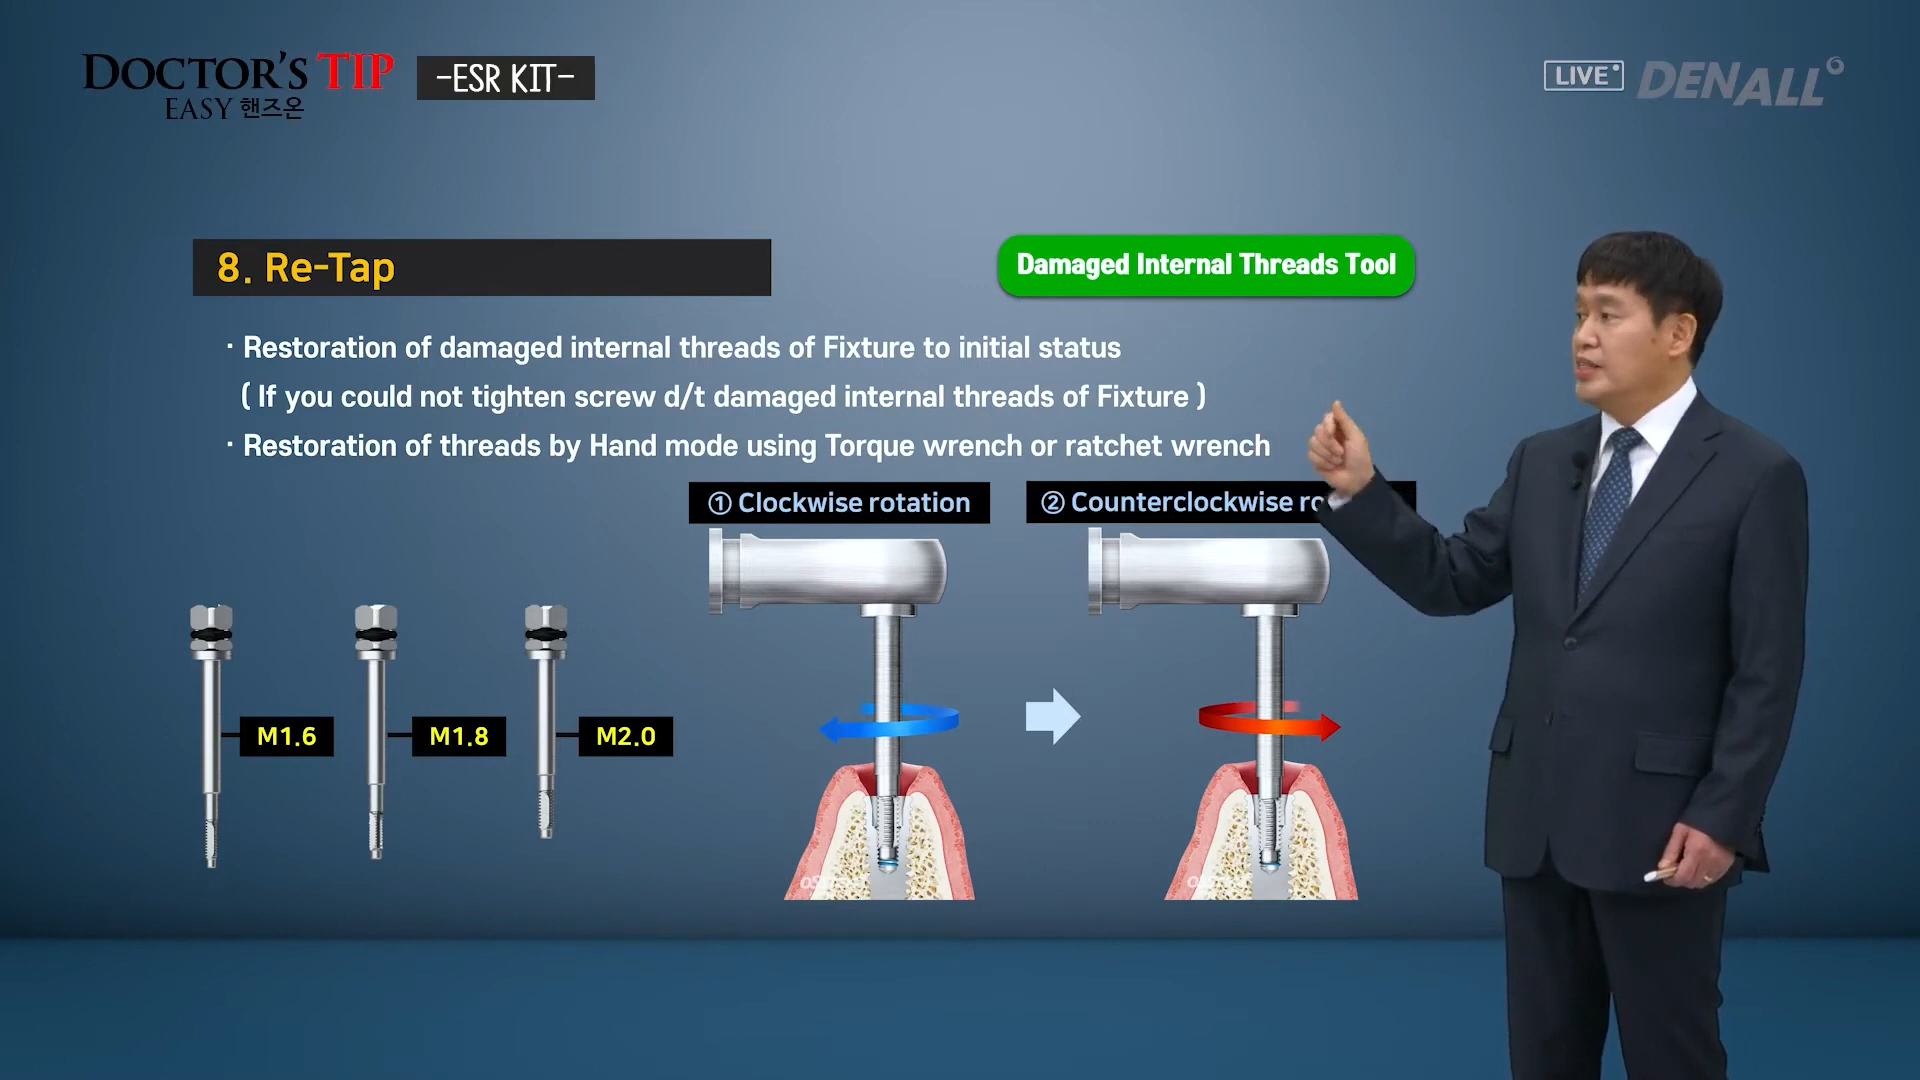 DOCTOR'S TIP
EASY 핸즈온
-ESR KIT-
LIVE DENALL
8. Re-Tap
Damaged Internal Threads Tool
· Restoration of damaged internal threads of Fixture to initial status
( If you could not tighten screw d/t damaged internal threads of Fixture )
· Restoration of threads by Hand mode using Torque wrench or ratchet wrench
① Clockwise rotation
② Counterclockwise
M1.6
M1.8
M2.0